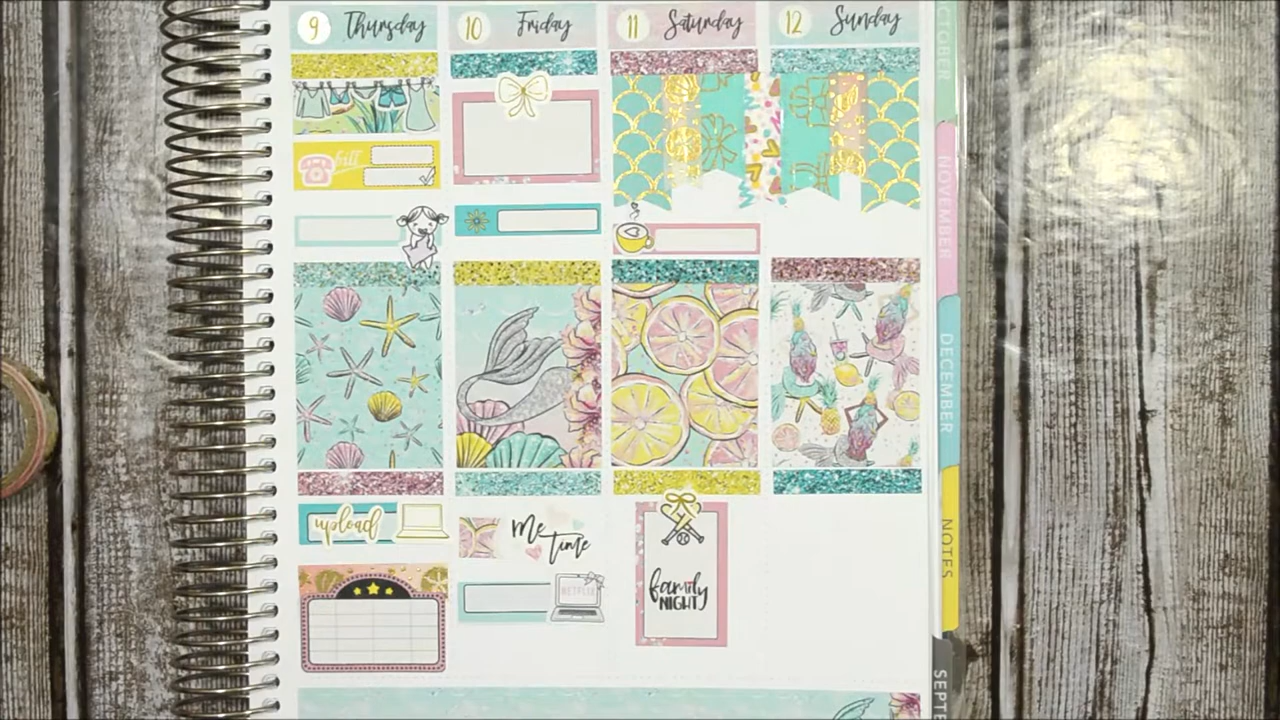 9 Thursday
10 Friday
11 Saturday
12 Sunday
OCTOBER
NOVEMBER
DECEMBER
NOTES
SEPTE
bill
upload
Me
time
NETFLIX
family
NIGHT